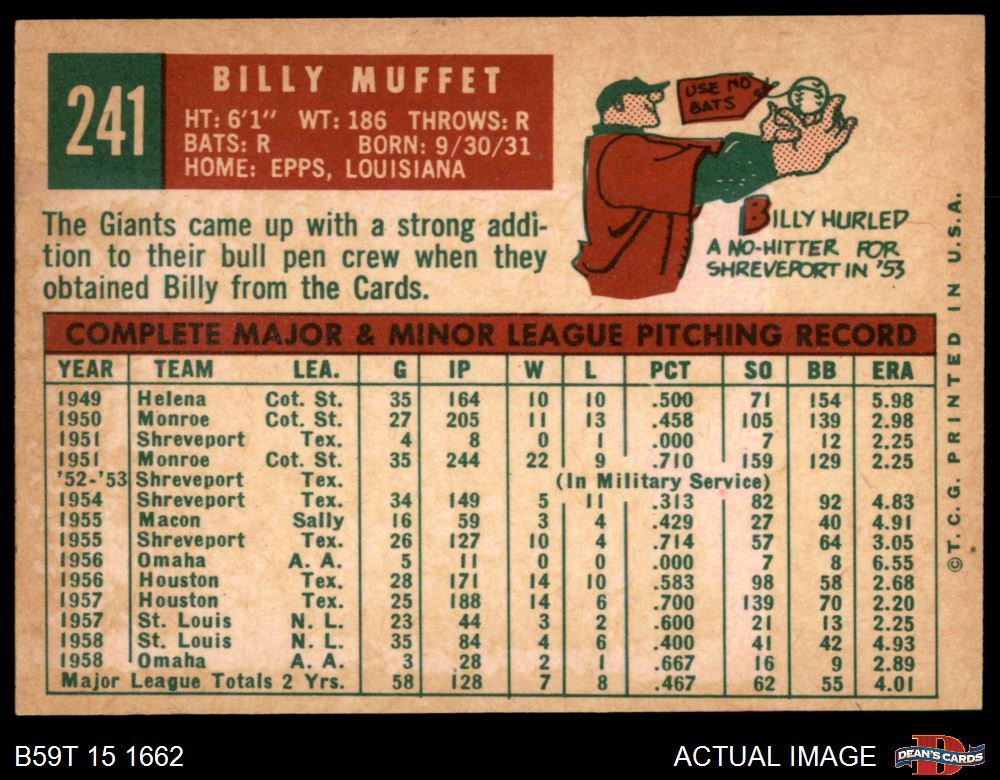 241
BILLY MUFFET
HT: 6'1" WT: 186 THROWS: R
BATS: R BORN: 9/30/31
HOME: EPPS, LOUISIANA
USE NO
BATS
BILLY HURLED
A NO-HITTER FOR
SHREVEPORT IN '53
The Giants came up with a strong addi-
tion to their bull pen crew when they
obtained Billy from the Cards.
COMPLETE MAJOR & MINOR LEAGUE PITCHING RECORD
YEAR TEAM LEA. G IP W L PCT SO BB ERA
1949 Helena Cot. St. 35 164 10 10 .500 71 154 5.98
1950 Monroe Cot. St. 27 205 11 13 .458 105 139 2.98
1951 Shreveport Tex. 4 8 0 1 .000 7 12 2.25
1951 Monroe Cot. St. 35 244 22 9 .710 159 129 2.25
'52-'53 Shreveport Tex. (In Military Service)
1954 Shreveport Tex. 34 149 5 11 .313 82 92 4.83
1955 Macon Sally 16 59 3 4 .429 27 40 4.91
1955 Shreveport Tex. 26 127 10 4 .714 57 64 3.05
1956 Omaha A. A. 5 11 0 0 .000 7 8 6.55
1956 Houston Tex. 28 171 14 10 .583 98 58 2.68
1957 Houston Tex. 25 188 14 6 .700 139 70 2.20
1957 St. Louis N. L. 23 44 3 2 .600 21 13 2.25
1958 St. Louis N. L. 35 84 4 6 .400 41 42 4.93
1958 Omaha A. A. 3 28 2 1 .667 16 9 2.89
Major League Totals 2 Yrs. 58 128 7 8 .467 62 55 4.01
©T.C.G. PRINTED IN U.S.A.
B59T 15 1662
ACTUAL IMAGE
D
DEAN'S CARDS